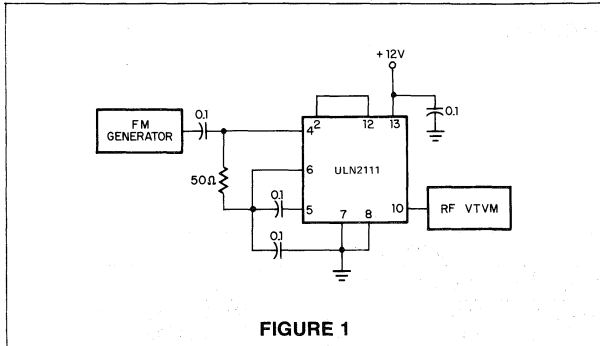 +12V
0.1
0.1
FM
GENERATOR
4
2
12
13
50Ω
6
ULN2111
0.1
5
7
8
10
RF VTVM
0.1
FIGURE 1